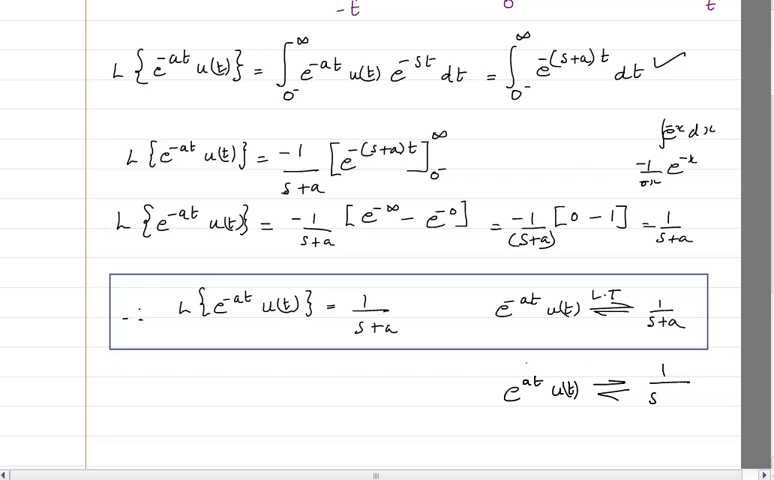 -t 0 t
L{e^{-at} u(t)} = ∫_{0^-}^{∞} e^{-at} u(t) e^{-st} dt = ∫_{0^-}^{∞} e^{-(s+a)t} dt ✓
∫e^{-x} dx
L{e^{-at} u(t)} = -1/(s+a) [e^{-(s+a)t}]_{0^-}^{∞}
L{e^{-at} u(t)} = -1/(s+a) [e^{-∞} - e^{-0}] = -1/(s+a) [0 - 1] = 1/(s+a)
∴ L{e^{-at} u(t)} = 1/(s+a) e^{-at} u(t) ⇌ L.T 1/(s+a)
e^{at} u(t) ⇌ 1/s